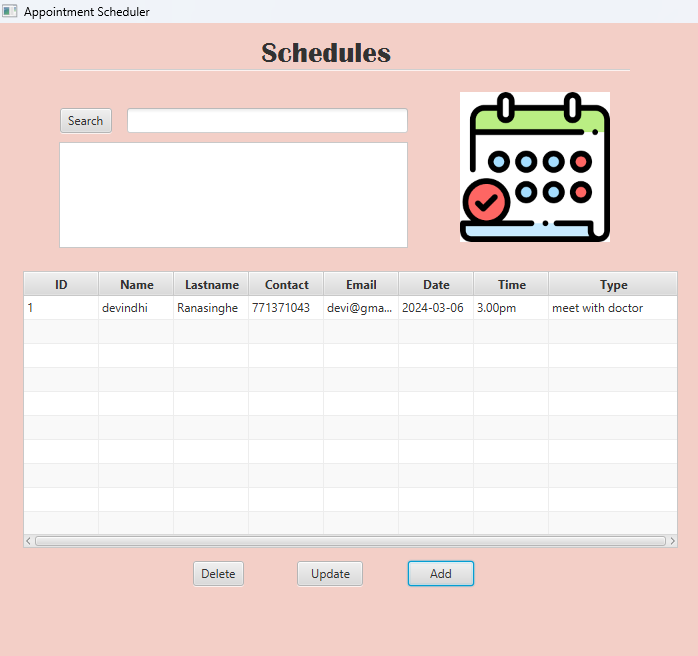 Appointment Scheduler
Schedules
Search
ID Name Lastname Contact Email Date Time Type
1 devindhi Ranasinghe 771371043 devi@gma... 2024-03-06 3.00pm meet with doctor
Delete Update Add